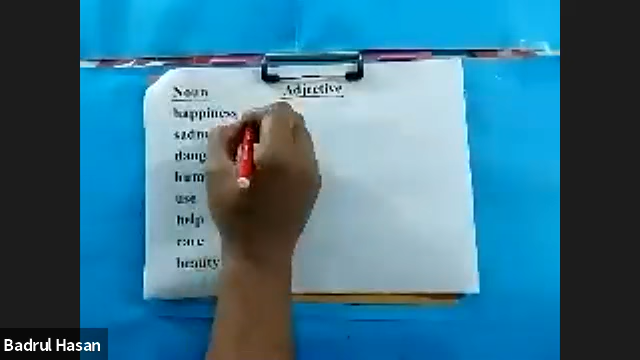 Noun Adjective
happiness
use
help
care
beauty
Badrul Hasan